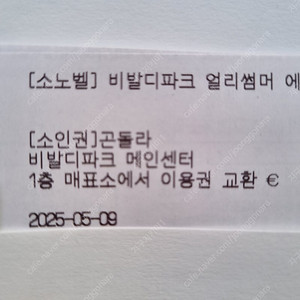 [소노벨] 비발디파크 얼리썸머 에
[소인권]곤돌라
비발디파크 메인센터
1층 매표소에서 이용권 교환 €
2025-05-09